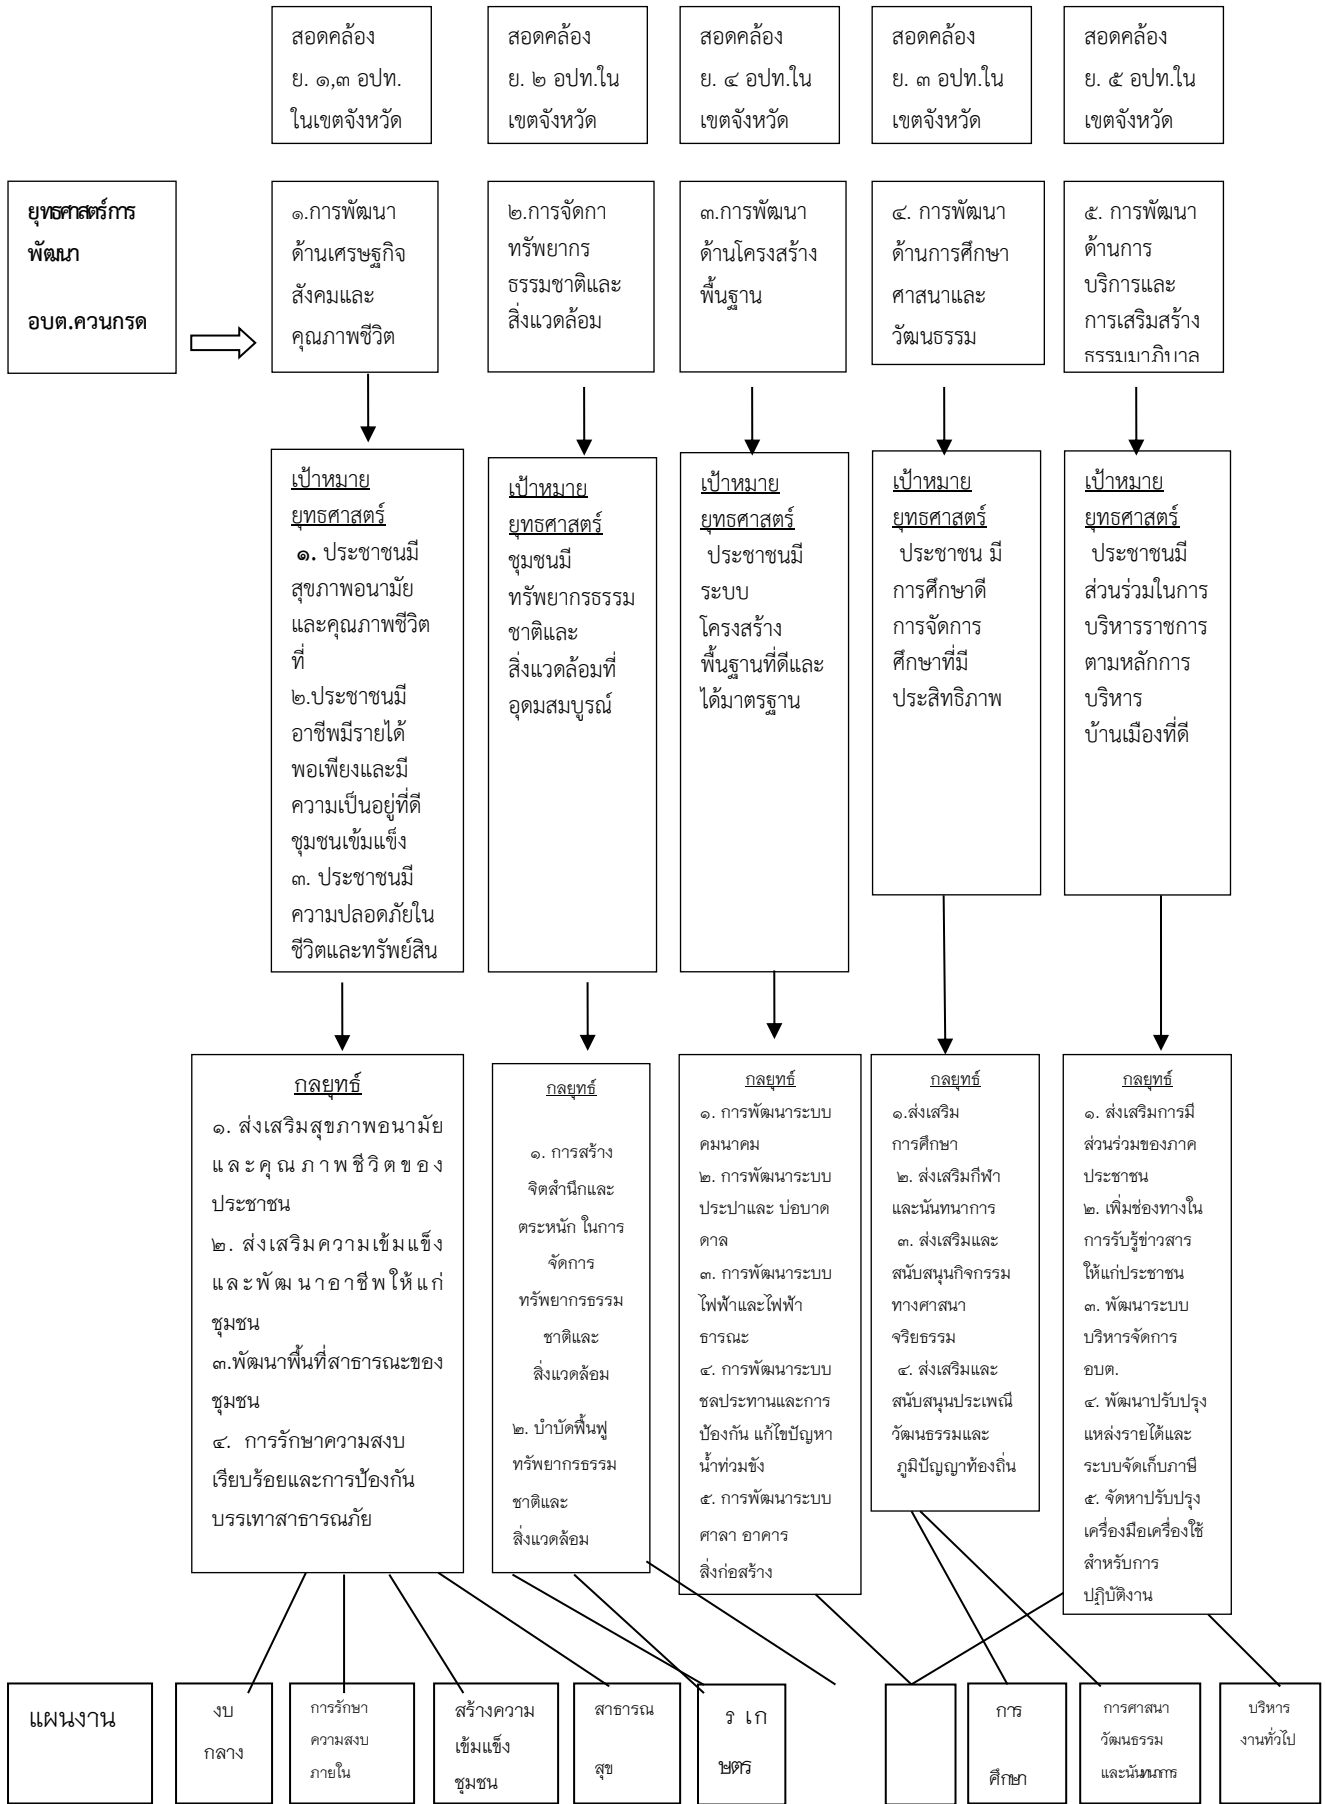 สอดคล้อง
ย. ๑,๓ อปท.
ในเขตจังหวัด
สอดคล้อง
ย. ๒ อปท.ใน
เขตจังหวัด
สอดคล้อง
ย. ๔ อปท.ใน
เขตจังหวัด
สอดคล้อง
ย. ๓ อปท.ใน
เขตจังหวัด
สอดคล้อง
ย. ๕ อปท.ใน
เขตจังหวัด
ยุทธศาสตร์การ
พัฒนา
อบต.ควนกรด
๑.การพัฒนา
ด้านเศรษฐกิจ
สังคมและ
คุณภาพชีวิต
๒.การจัดกา
ทรัพยากร
ธรรมชาติและ
สิ่งแวดล้อม
๓.การพัฒนา
ด้านโครงสร้าง
พื้นฐาน
๔. การพัฒนา
ด้านการศึกษา
ศาสนาและ
วัฒนธรรม
๕. การพัฒนา
ด้านการ
บริการและ
การเสริมสร้าง
ธรรมมาภิบาล
เป้าหมาย
ยุทธศาสตร์
๑. ประชาชนมี
สุขภาพอนามัย
และคุณภาพชีวิต
ที่
๒.ประชาชนมี
อาชีพมีรายได้
พอเพียงและมี
ความเป็นอยู่ที่ดี
ชุมชนเข้มแข็ง
๓. ประชาชนมี
ความปลอดภัยใน
ชีวิตและทรัพย์สิน
เป้าหมาย
ยุทธศาสตร์
ชุมชนมี
ทรัพยากรธรรม
ชาติและ
สิ่งแวดล้อมที่
อุดมสมบูรณ์
เป้าหมาย
ยุทธศาสตร์
ประชาชนมี
ระบบ
โครงสร้าง
พื้นฐานที่ดีและ
ได้มาตรฐาน
เป้าหมาย
ยุทธศาสตร์
ประชาชน มี
การศึกษาดี
การจัดการ
ศึกษาที่มี
ประสิทธิภาพ
เป้าหมาย
ยุทธศาสตร์
ประชาชนมี
ส่วนร่วมในการ
บริหารราชการ
ตามหลักการ
บริหาร
บ้านเมืองที่ดี
กลยุทธ์
๑. ส่งเสริมสุขภาพอนามัย
และคุณภาพชีวิตของ
ประชาชน
๒. ส่งเสริมความเข้มแข็ง
และพัฒนาอาชีพให้แก่
ชุมชน
๓.พัฒนาพื้นที่สาธารณะของ
ชุมชน
๔. การรักษาความสงบ
เรียบร้อยและการป้องกัน
บรรเทาสาธารณภัย
กลยุทธ์
๑. การสร้าง
จิตสำนึกและ
ตระหนัก ในการ
จัดการ
ทรัพยากรธรรม
ชาติและ
สิ่งแวดล้อม
๒. บำบัดฟื้นฟู
ทรัพยากรธรรม
ชาติและ
สิ่งแวดล้อม
กลยุทธ์
๑. การพัฒนาระบบ
คมนาคม
๒. การพัฒนาระบบ
ประปาและ บ่อบาด
ดาล
๓. การพัฒนาระบบ
ไฟฟ้าและไฟฟ้า
ธารณะ
๔. การพัฒนาระบบ
ชลประทานและการ
ป้องกัน แก้ไขปัญหา
น้ำท่วมขัง
๕. การพัฒนาระบบ
ศาลา อาคาร
สิ่งก่อสร้าง
กลยุทธ์
๑.ส่งเสริม
การศึกษา
๒. ส่งเสริมกีฬา
และนันทนาการ
๓. ส่งเสริมและ
สนับสนุนกิจกรรม
ทางศาสนา
จริยธรรม
๔. ส่งเสริมและ
สนับสนุนประเพณี
วัฒนธรรมและ
ภูมิปัญญาท้องถิ่น
กลยุทธ์
๑. ส่งเสริมการมี
ส่วนร่วมของภาค
ประชาชน
๒. เพิ่มช่องทางใน
การรับรู้ข่าวสาร
ให้แก่ประชาชน
๓. พัฒนาระบบ
บริหารจัดการ
อบต.
๔. พัฒนาปรับปรุง
แหล่งรายได้และ
ระบบจัดเก็บภาษี
๕. จัดหาปรับปรุง
เครื่องมือเครื่องใช้
สำหรับการ
ปฏิบัติงาน
แผนงาน
งบ
กลาง
การรักษา
ความสงบ
ภายใน
สร้างความ
เข้มแข็ง
ชุมชน
สาธารณ
สุข
ร เก
ษตร
การ
ศึกษา
การศาสนา
วัฒนธรรม
และนันทนาการ
บริหาร
งานทั่วไป